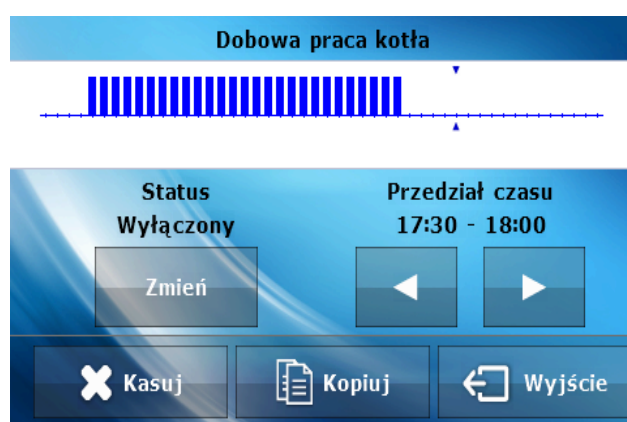 Dobowa praca kotła
Status
Wyłączony
Przedział czasu
17:30 - 18:00
Zmień
Kasuj
Kopiuj
Wyjście